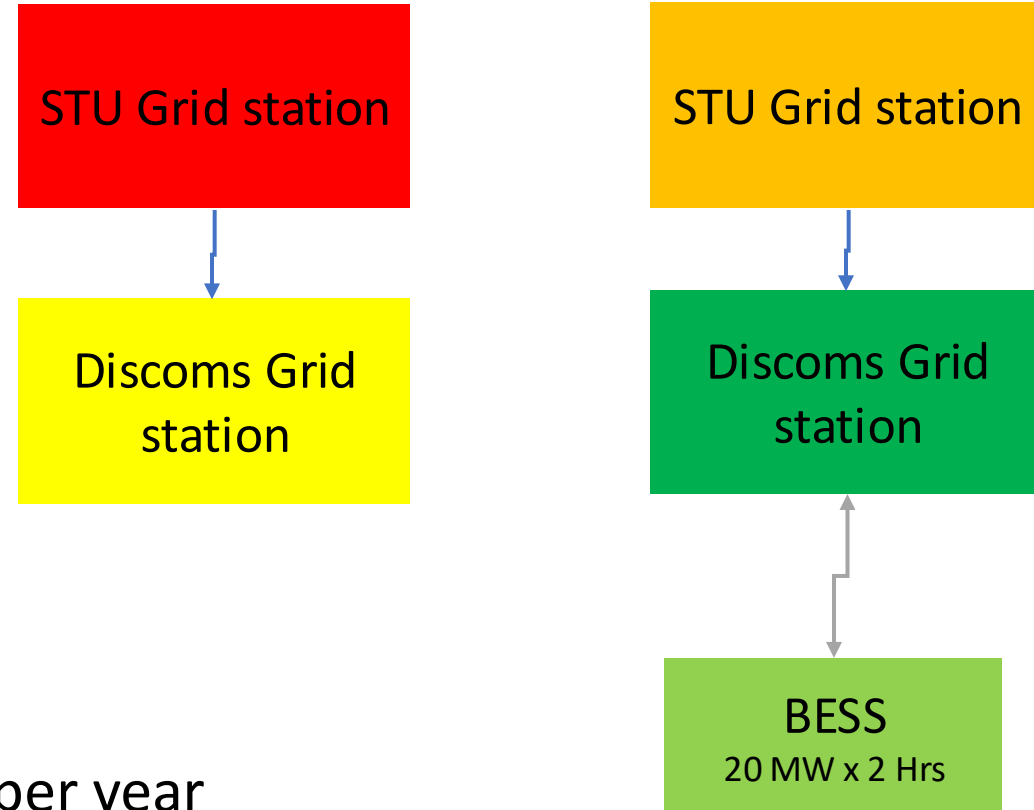 STU Grid station
STU Grid station
Discoms Grid
station
Discoms Grid
station
BESS
20 MW x 2 Hrs
per year